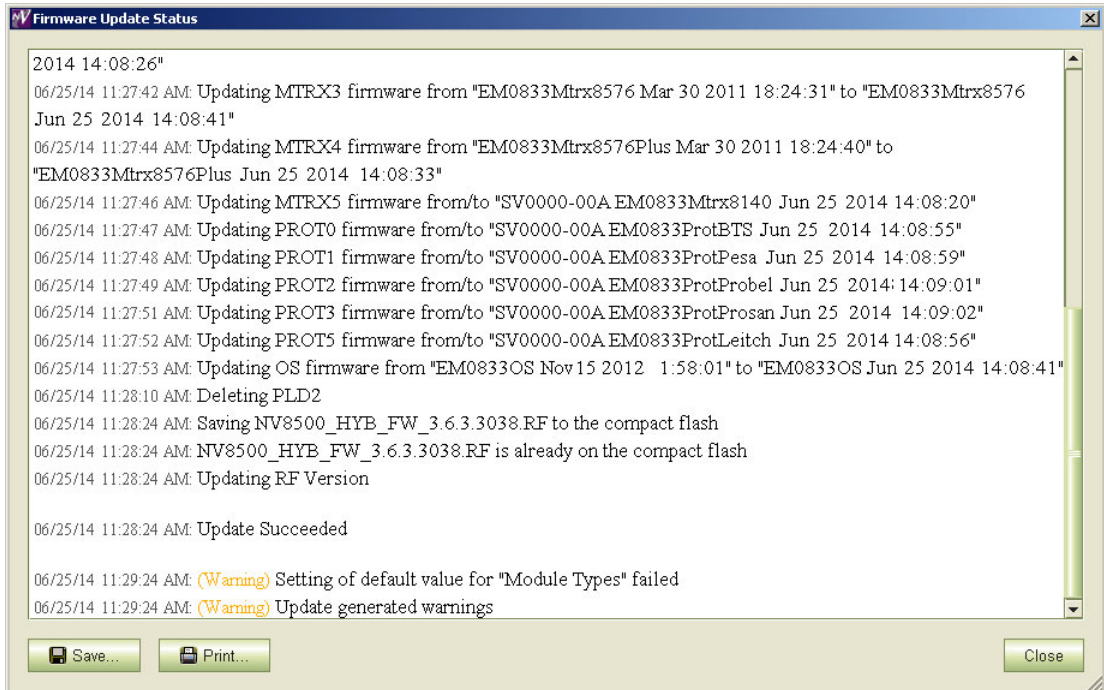 Firmware Update Status
2014 14:08:26"
06/25/14 11:27:42 AM: Updating MTRX3 firmware from "EM0833Mtrx8576 Mar 30 2011 18:24:31" to "EM0833Mtrx8576
Jun 25 2014 14:08:41"
06/25/14 11:27:44 AM: Updating MTRX4 firmware from "EM0833Mtrx8576Plus Mar 30 2011 18:24:40" to
"EM0833Mtrx8576Plus Jun 25 2014 14:08:33"
06/25/14 11:27:46 AM: Updating MTRX5 firmware from/to "SV0000-00A EM0833Mtrx8140 Jun 25 2014 14:08:20"
06/25/14 11:27:47 AM: Updating PROT0 firmware from/to "SV0000-00A EM0833ProtBTS Jun 25 2014 14:08:55"
06/25/14 11:27:48 AM: Updating PROT1 firmware from/to "SV0000-00A EM0833ProtPesa Jun 25 2014 14:08:59"
06/25/14 11:27:49 AM: Updating PROT2 firmware from/to "SV0000-00A EM0833ProtProbel Jun 25 2014 14:09:01"
06/25/14 11:27:51 AM: Updating PROT3 firmware from/to "SV0000-00A EM0833ProtProsan Jun 25 2014 14:09:02"
06/25/14 11:27:52 AM: Updating PROT5 firmware from/to "SV0000-00A EM0833ProtLeitch Jun 25 2014 14:08:56"
06/25/14 11:27:53 AM: Updating OS firmware from "EM0833OS Nov 15 2012 1:58:01" to "EM0833OS Jun 25 2014 14:08:41"
06/25/14 11:28:10 AM: Deleting PLD2
06/25/14 11:28:24 AM: Saving NV8500_HYB_FW_3.6.3.3038.RF to the compact flash
06/25/14 11:28:24 AM: NV8500_HYB_FW_3.6.3.3038.RF is already on the compact flash
06/25/14 11:28:24 AM: Updating RF Version
06/25/14 11:28:24 AM: Update Succeeded
06/25/14 11:29:24 AM: (Warning) Setting of default value for "Module Types" failed
06/25/14 11:29:24 AM: (Warning) Update generated warnings
Save... Print... Close